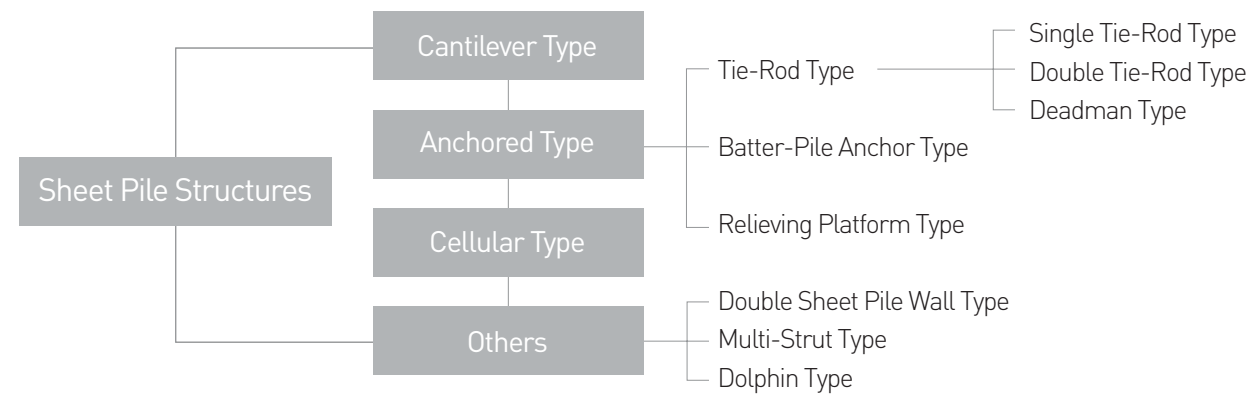 Sheet Pile Structures
Cantilever Type
Anchored Type
Cellular Type
Others
Tie-Rod Type
Batter-Pile Anchor Type
Relieving Platform Type
Single Tie-Rod Type
Double Tie-Rod Type
Deadman Type
Double Sheet Pile Wall Type
Multi-Strut Type
Dolphin Type